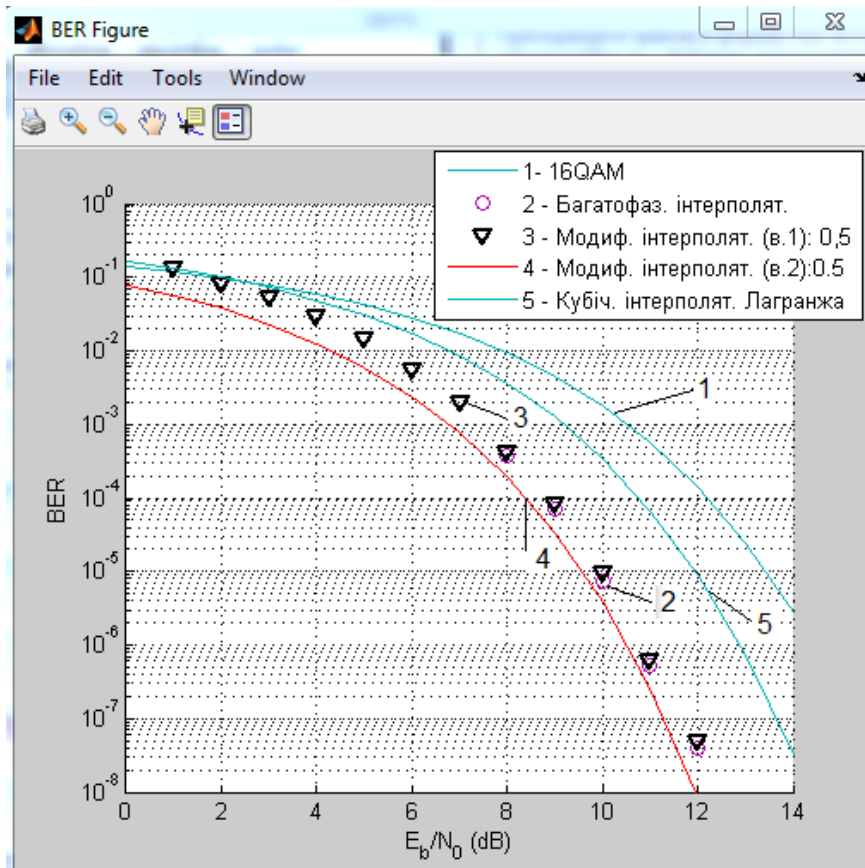 BER Figure
File Edit Tools Window
1- 16QAM
2 - Багатофаз. інтерполят.
3 - Модиф. інтерполят. (в.1): 0,5
4 - Модиф. інтерполят. (в.2):0.5
5 - Кубіч. інтерполят. Лагранжа
10^0
10^-1
10^-2
10^-3
10^-4
10^-5
10^-6
10^-7
10^-8
BER
1
3
4
2
5
0 2 4 6 8 10 12 14
E_b/N_0 (dB)